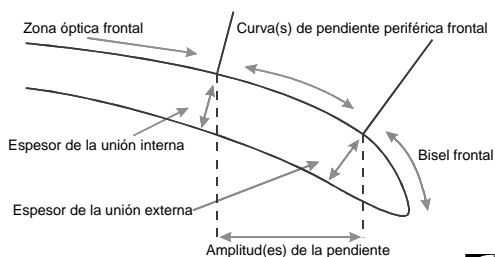 Zona óptica frontal
Curva(s) de pendiente periférica frontal
Espesor de la unión interna
Bisel frontal
Espesor de la unión externa
Amplitud(es) de la pendiente